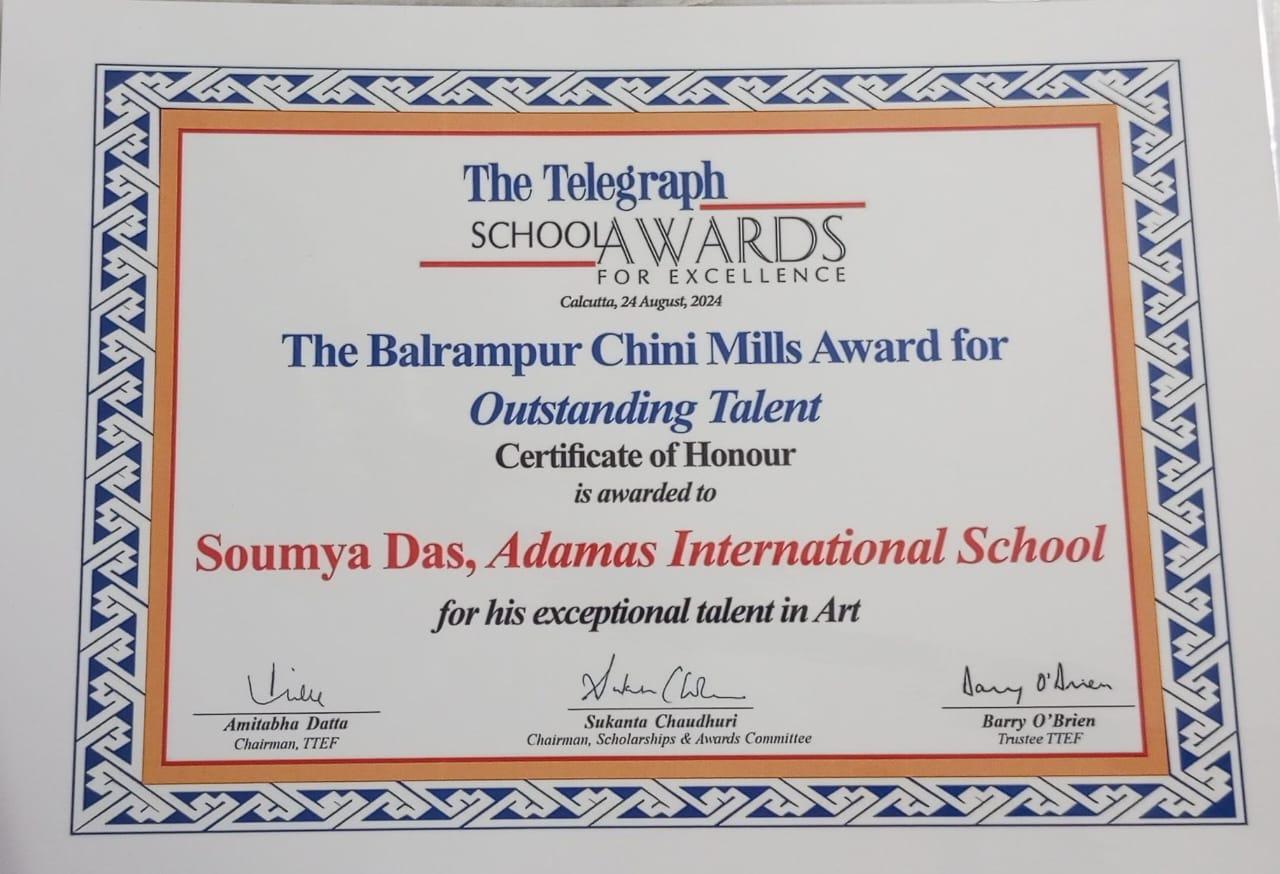 The Telegraph
SCHOOL AWARDS
FOR EXCELLENCE
Calcutta, 24 August, 2024
The Balrampur Chini Mills Award for
Outstanding Talent
Certificate of Honour
is awarded to
Soumya Das, Adamas International School
for his exceptional talent in Art
Barry O'Brien
Amitabha Datta
Chairman, TTEF
Sukanta Chaudhuri
Chairman, Scholarships & Awards Committee
Barry O'Brien
Trustee TTEF